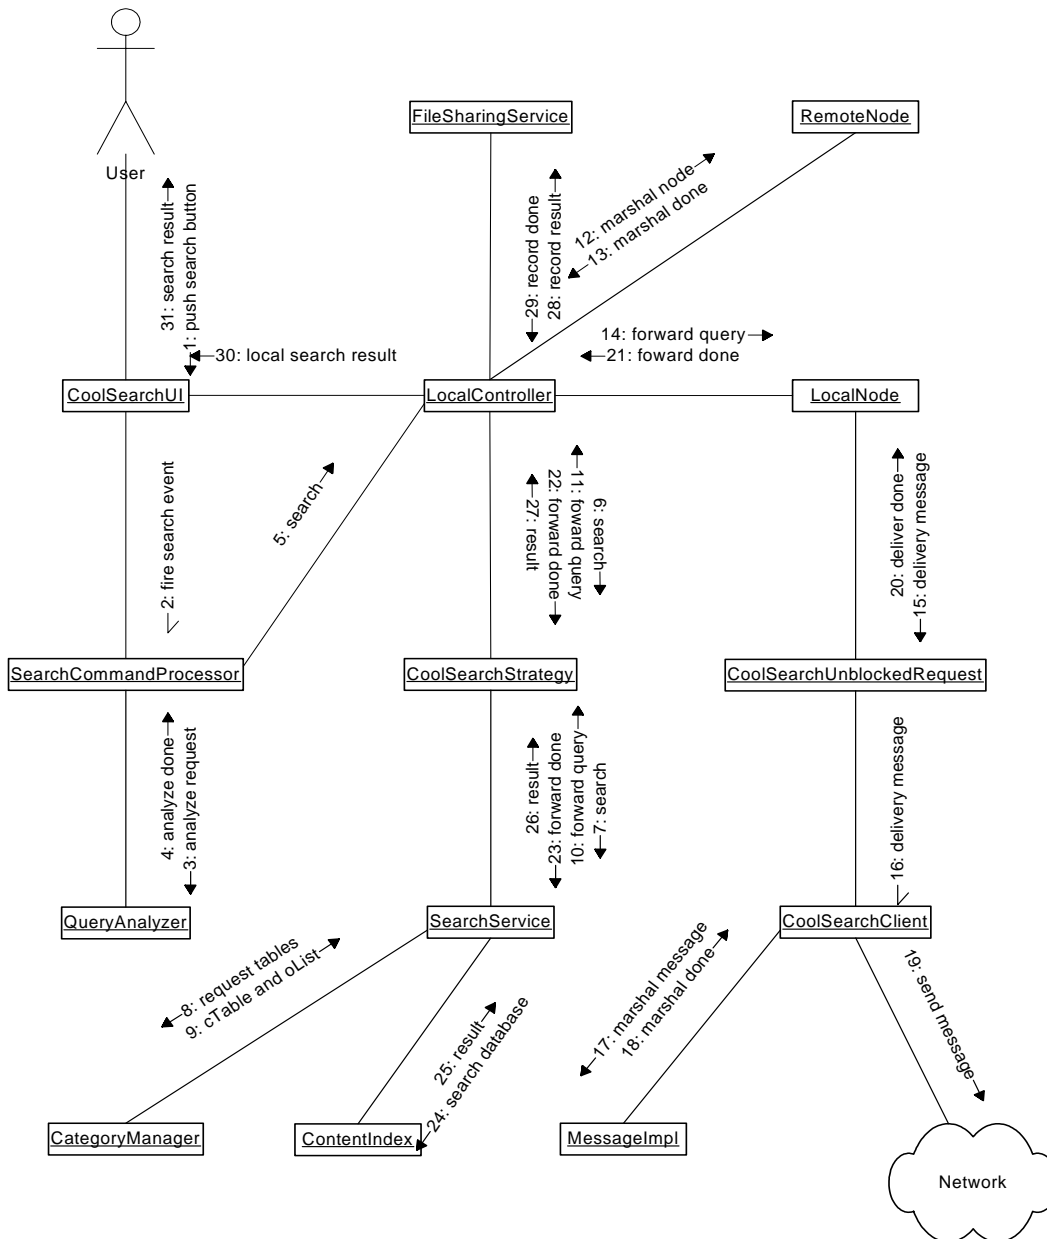 FileSharingService
RemoteNode
User
31: search result
1: push search button
29: record done
28: record result
12: marshal node
13: marshal done
14: forward query
21: foward done
30: local search result
CoolSearchUI
LocalController
LocalNode
2: fire search event
5: search
27: result
22: forward done
11: foward query
6: search
20: deliver done
15: delivery message
SearchCommandProcessor
CoolSearchStrategy
CoolSearchUnblockedRequest
4: analyze done
3: analyze request
26: result
23: forward done
10: forward query
7: search
16: delivery message
QueryAnalyzer
SearchService
CoolSearchClient
8: request tables
9: cTable and oList
25: result
24: search database
17: marshal message
18: marshal done
19: send message
CategoryManager
ContentIndex
MessageImpl
Network